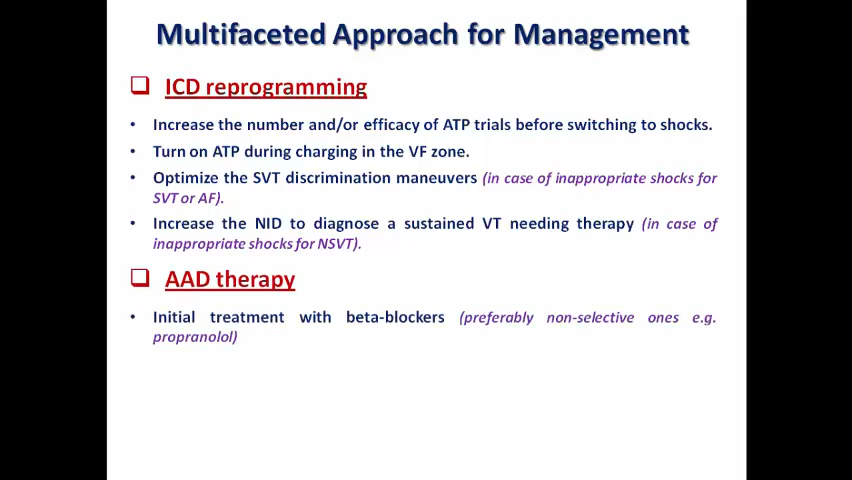 Multifaceted Approach for Management
❑ ICD reprogramming
• Increase the number and/or efficacy of ATP trials before switching to shocks.
• Turn on ATP during charging in the VF zone.
• Optimize the SVT discrimination maneuvers (in case of inappropriate shocks for
SVT or AF).
• Increase the NID to diagnose a sustained VT needing therapy (in case of
inappropriate shocks for NSVT).
❑ AAD therapy
• Initial treatment with beta-blockers (preferably non-selective ones e.g.
propranolol)